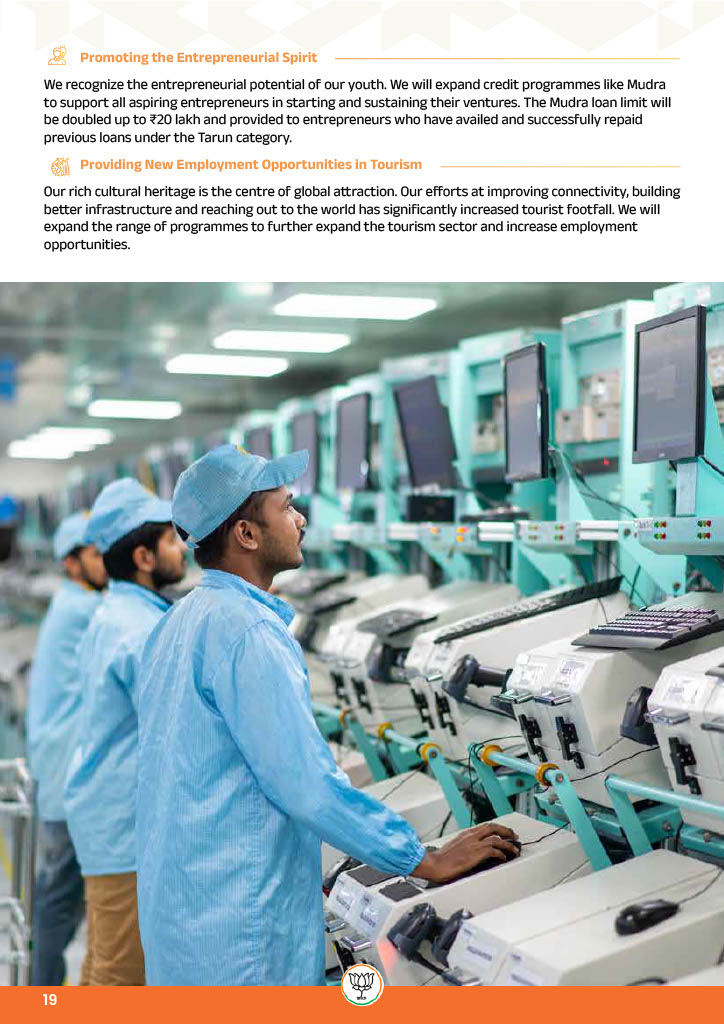 Promoting the Entrepreneurial Spirit
We recognize the entrepreneurial potential of our youth. We will expand credit programmes like Mudra
to support all aspiring entrepreneurs in starting and sustaining their ventures. The Mudra loan limit will
be doubled up to ₹20 lakh and provided to entrepreneurs who have availed and successfully repaid
previous loans under the Tarun category.
Providing New Employment Opportunities in Tourism
Our rich cultural heritage is the centre of global attraction. Our efforts at improving connectivity, building
better infrastructure and reaching out to the world has significantly increased tourist footfall. We will
expand the range of programmes to further expand the tourism sector and increase employment
opportunities.
19